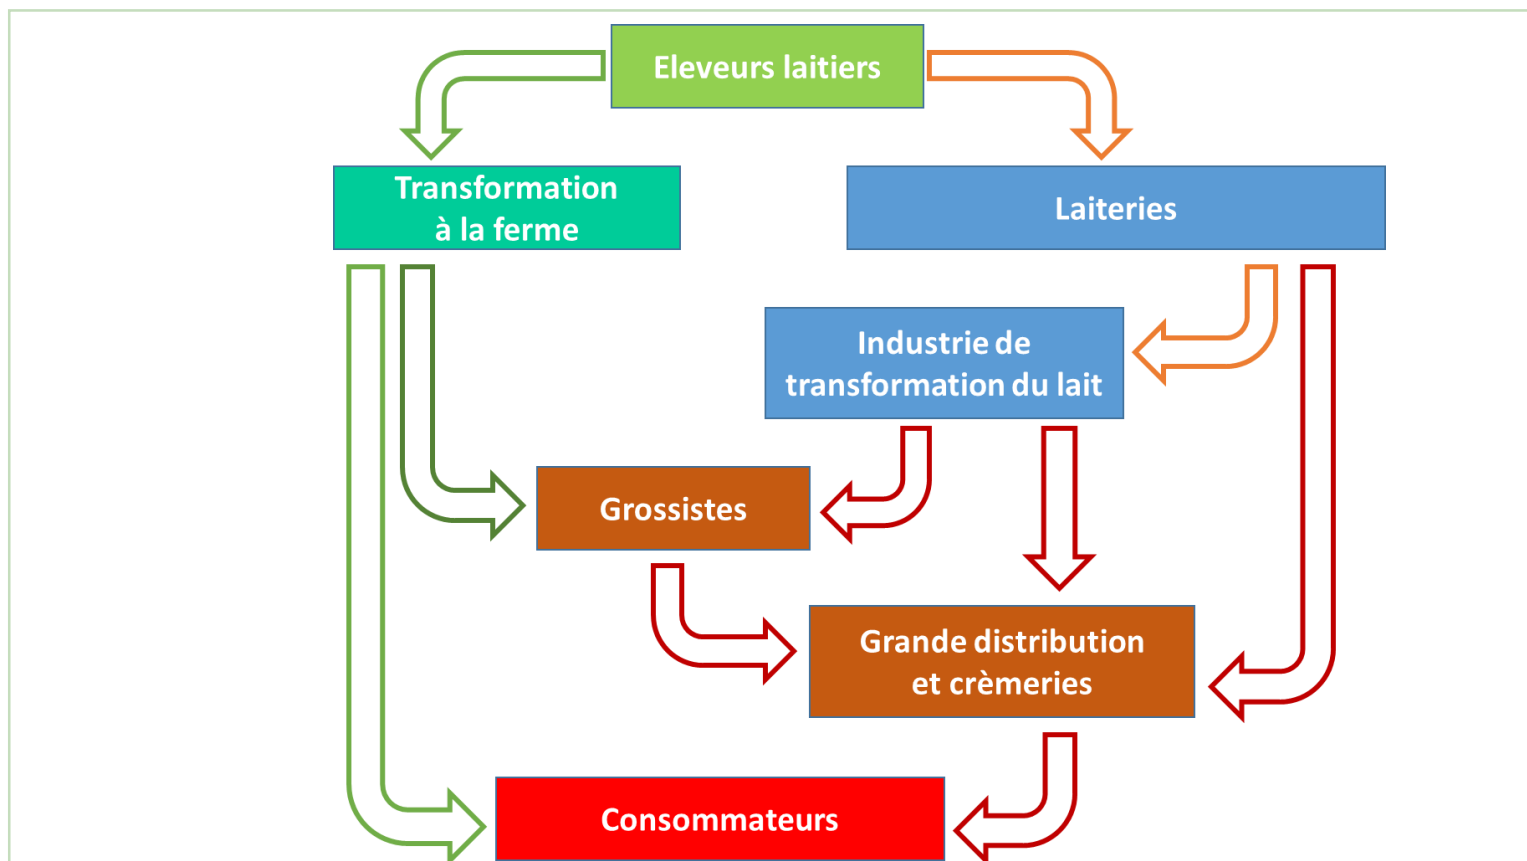 Eleveurs laitiers
Transformation
à la ferme
Laiteries
Industrie de
transformation du lait
Grossistes
Grande distribution
et crèmeries
Consommateurs